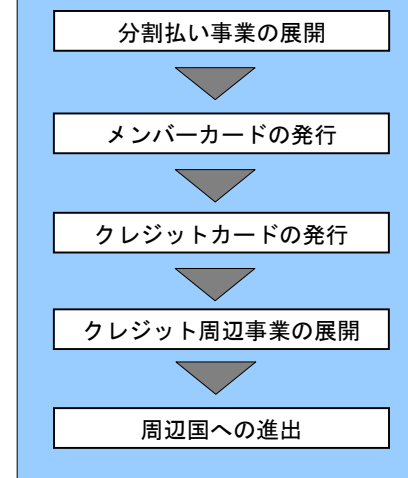 分割払い事業の展開
メンバーカードの発行
クレジットカードの発行
クレジット周辺事業の展開
周辺国への進出